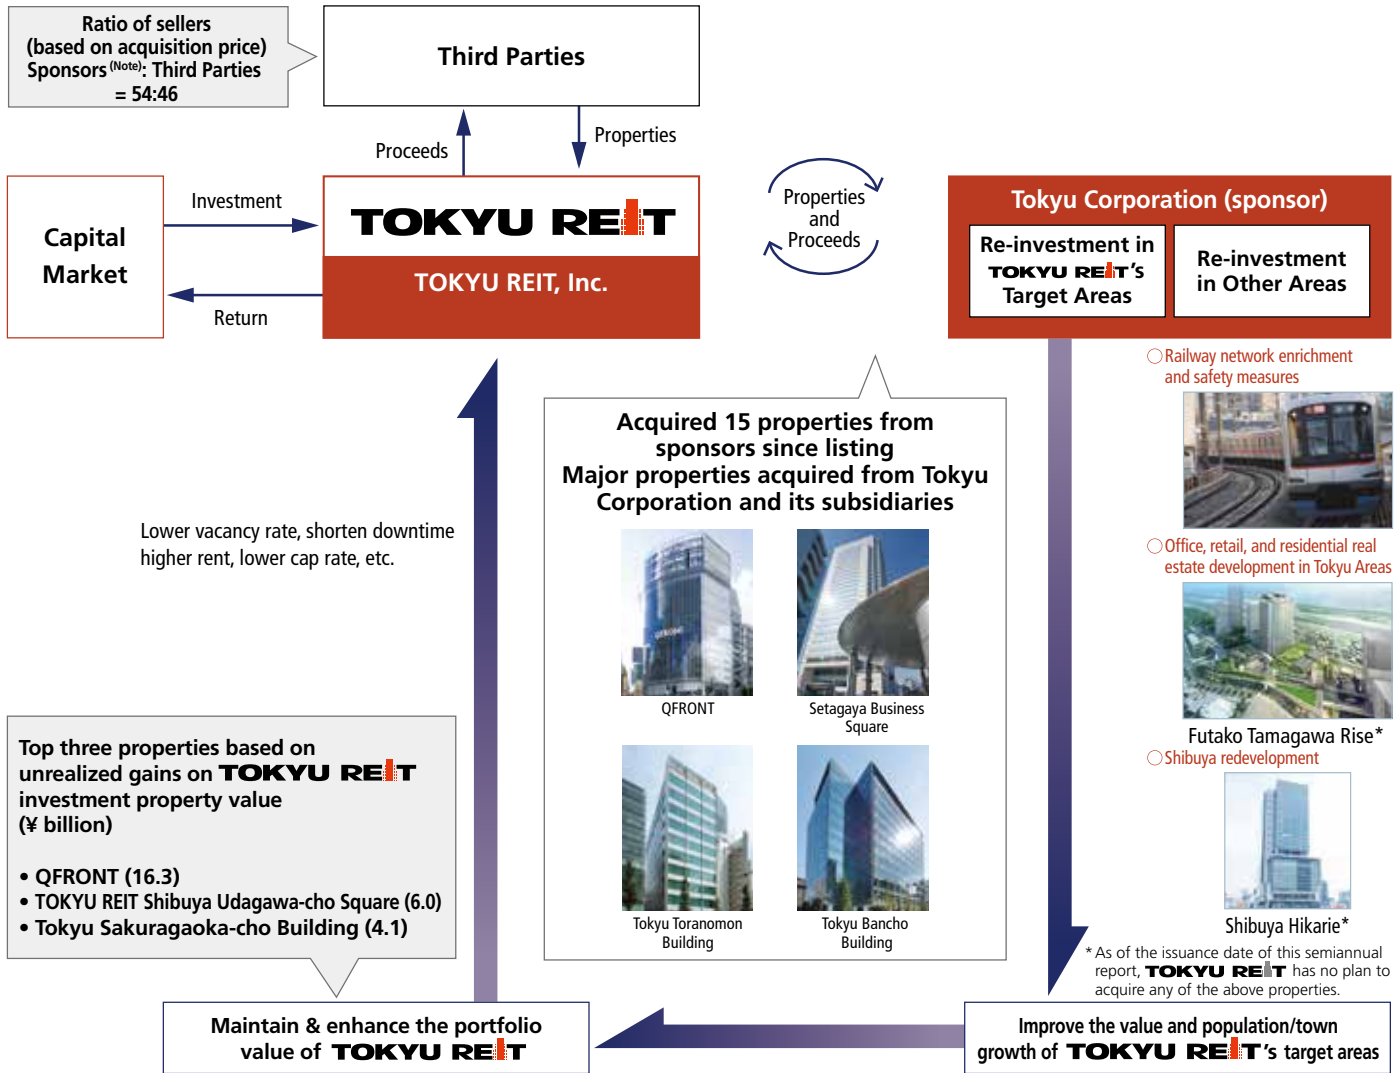 Ratio of sellers
(based on acquisition price)
Sponsors (Note): Third Parties
= 54:46
Third Parties
Proceeds
Properties
Capital
Market
Investment
Return
TOKYU REIT
TOKYU REIT, Inc.
Properties
and
Proceeds
Tokyu Corporation (sponsor)
Re-investment in
TOKYU REIT's
Target Areas
Re-investment
in Other Areas
○Railway network enrichment
and safety measures
○Office, retail, and residential real
estate development in Tokyu Areas
Futako Tamagawa Rise*
○Shibuya redevelopment
Shibuya Hikarie*
* As of the issuance date of this semiannual
report, TOKYU REIT has no plan to
acquire any of the above properties.
Acquired 15 properties from
sponsors since listing
Major properties acquired from Tokyu
Corporation and its subsidiaries
QFRONT
QFRONT
Setagaya Business
Square
Tokyu Toranomon
Building
Tokyu Bancho
Building
Lower vacancy rate, shorten downtime
higher rent, lower cap rate, etc.
Top three properties based on
unrealized gains on TOKYU REIT
investment property value
(¥ billion)
• QFRONT (16.3)
• TOKYU REIT Shibuya Udagawa-cho Square (6.0)
• Tokyu Sakuragaoka-cho Building (4.1)
Maintain & enhance the portfolio
value of TOKYU REIT
Improve the value and population/town
growth of TOKYU REIT's target areas